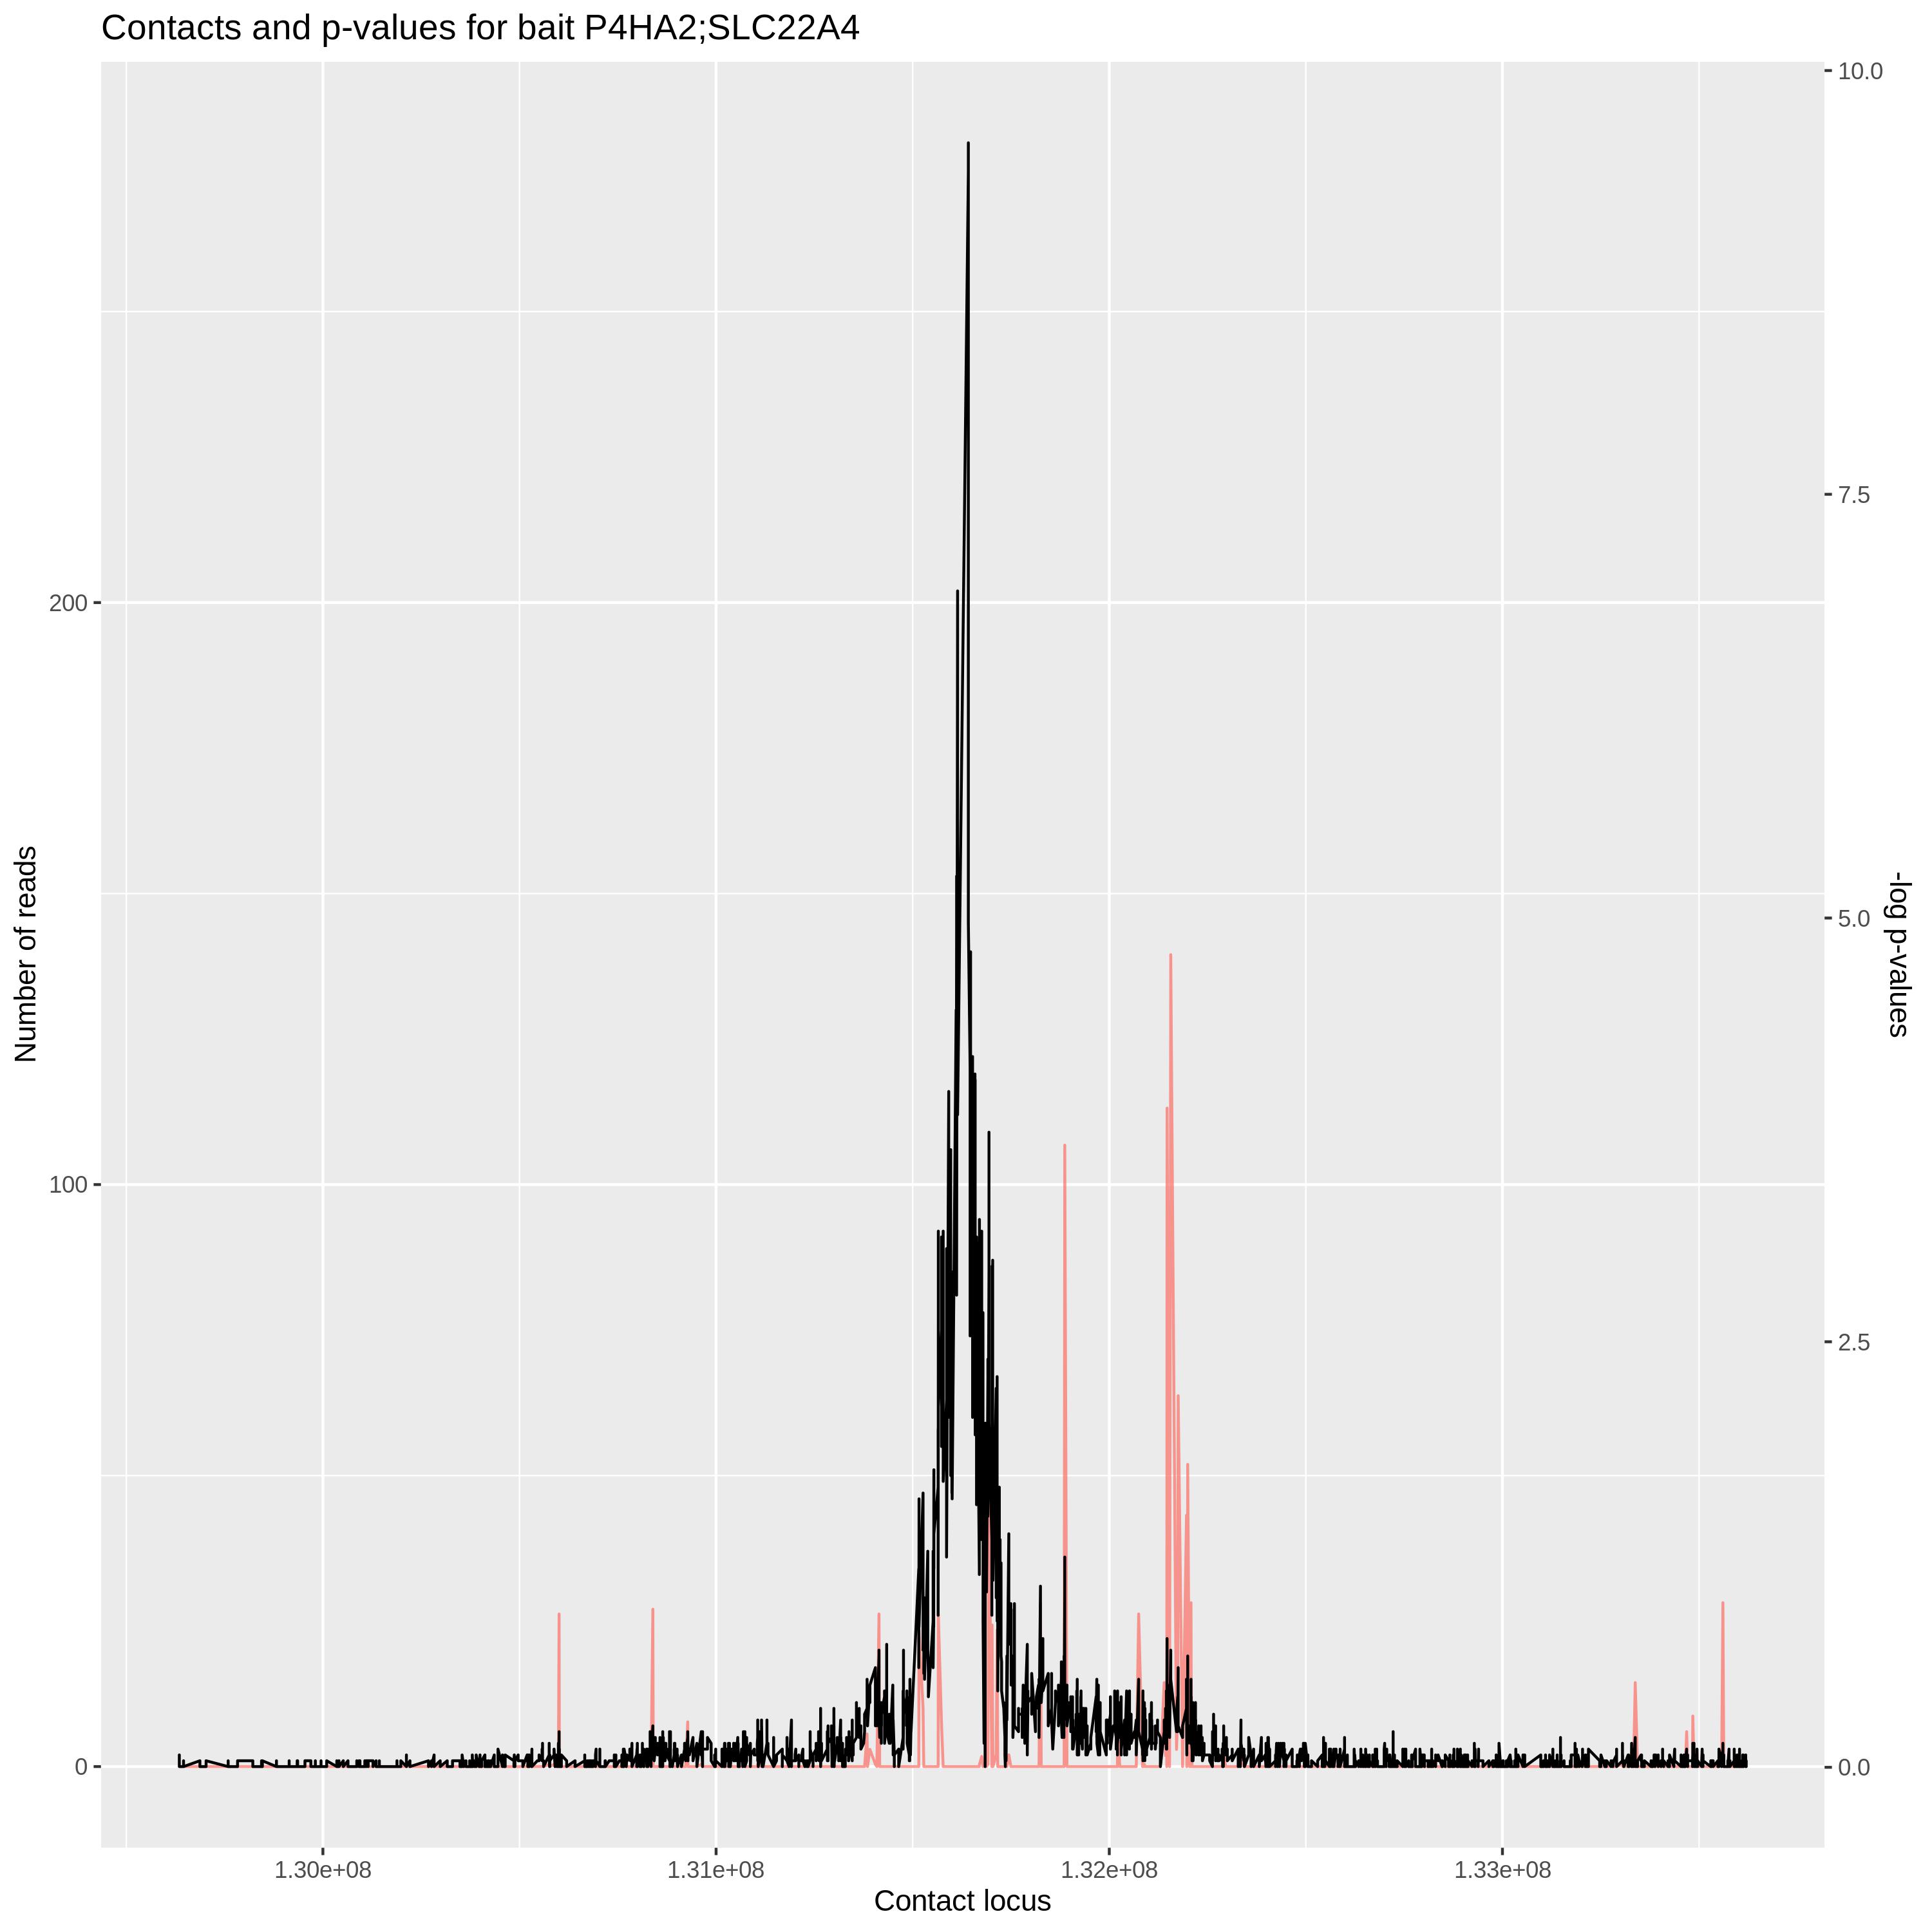 Contacts and p-values for bait P4HA2;SLC22A4
Number of reads
200
100
0
10.0
7.5
5.0
2.5
0.0
-log p-values
1.30e+08 1.31e+08 1.32e+08 1.33e+08
Contact locus